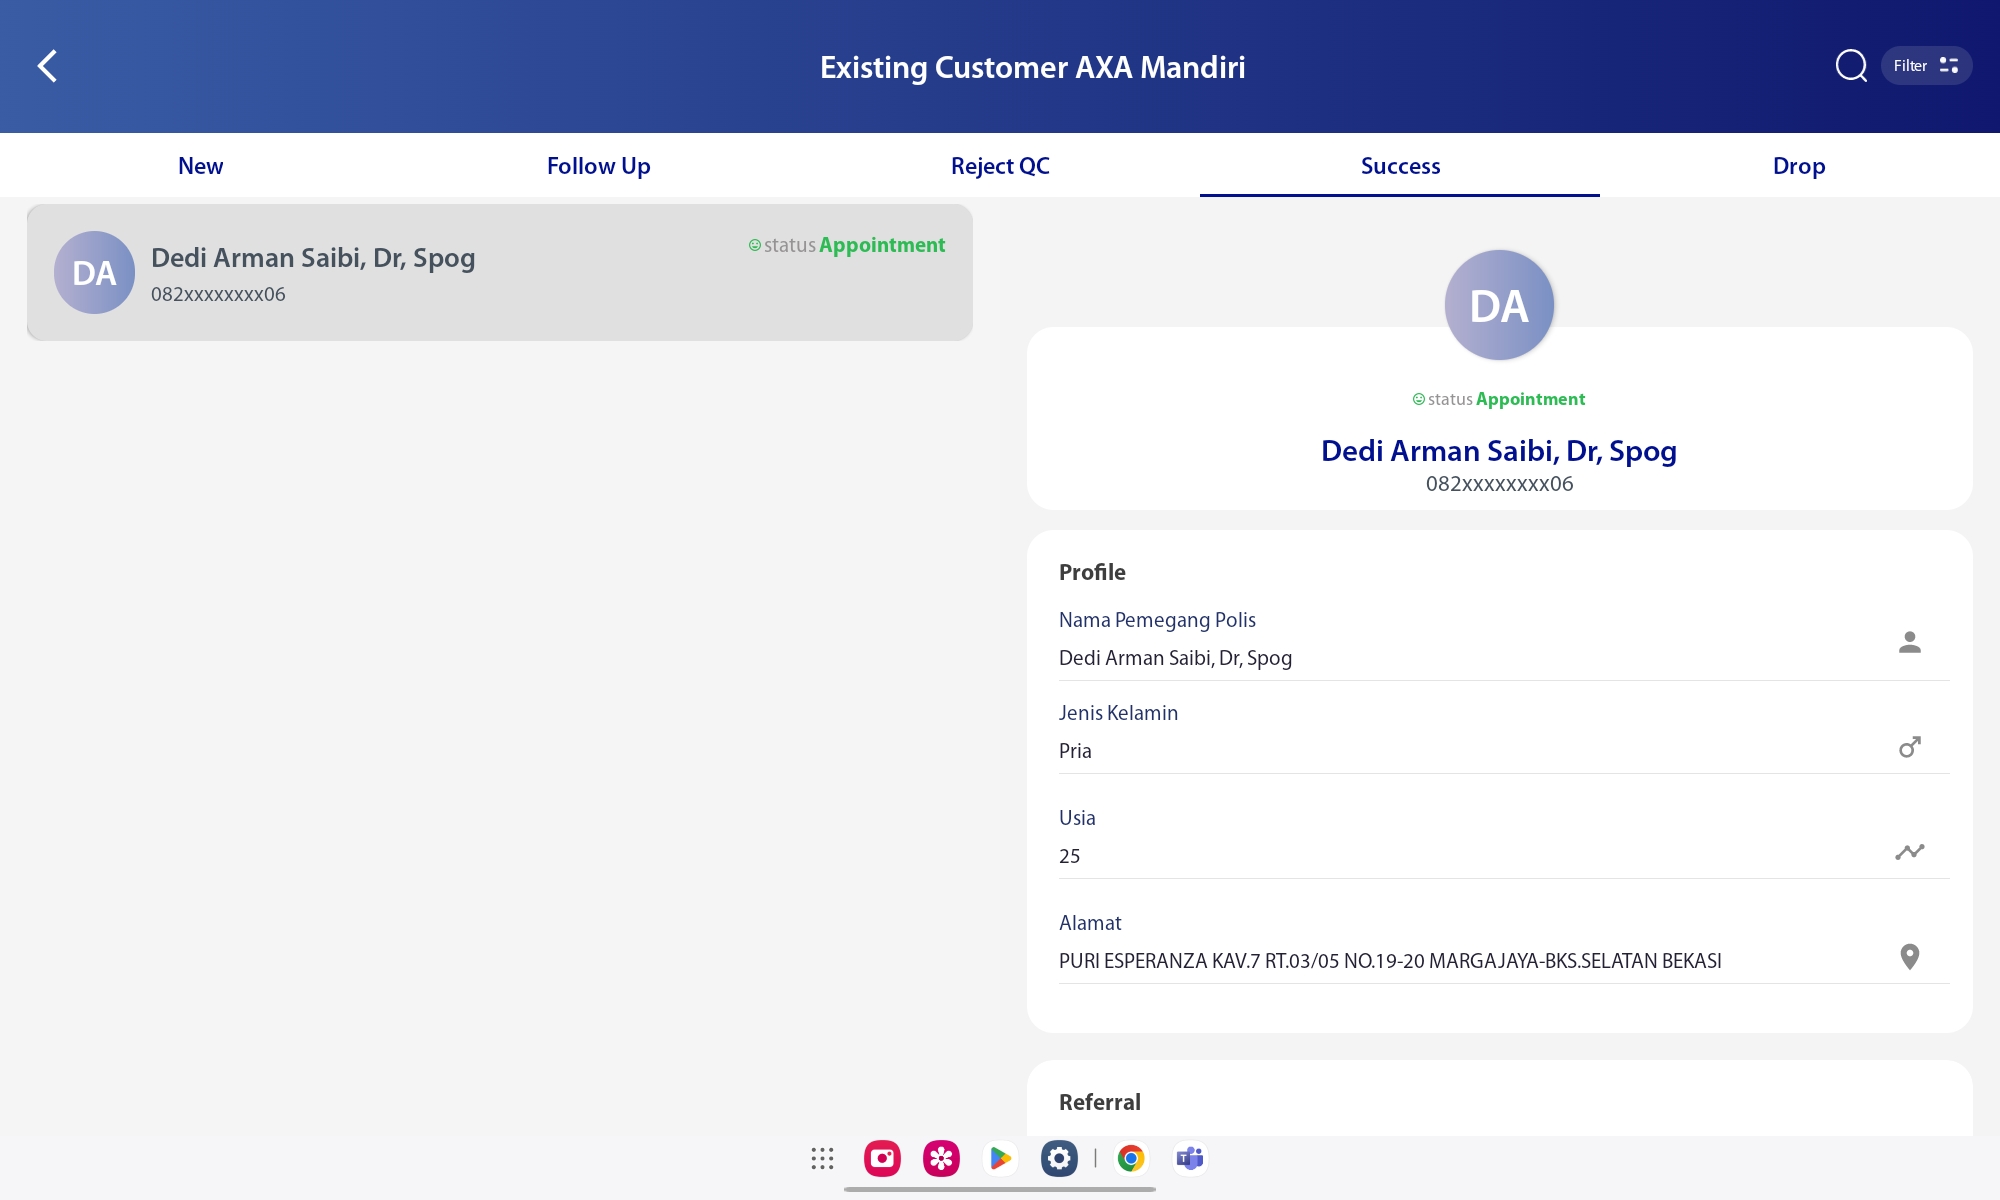 Existing Customer AXA Mandiri
Filter
New
Follow Up
Reject QC
Success
Drop
DA
Dedi Arman Saibi, Dr, Spog
082xxxxxxxx06
status Appointment
DA
status Appointment
Dedi Arman Saibi, Dr, Spog
082xxxxxxxx06
Profile
Nama Pemegang Polis
Dedi Arman Saibi, Dr, Spog
Jenis Kelamin
Pria
Usia
25
Alamat
PURI ESPERANZA KAV.7 RT.03/05 NO.19-20 MARGAJAYA-BKS.SELATAN BEKASI
Referral